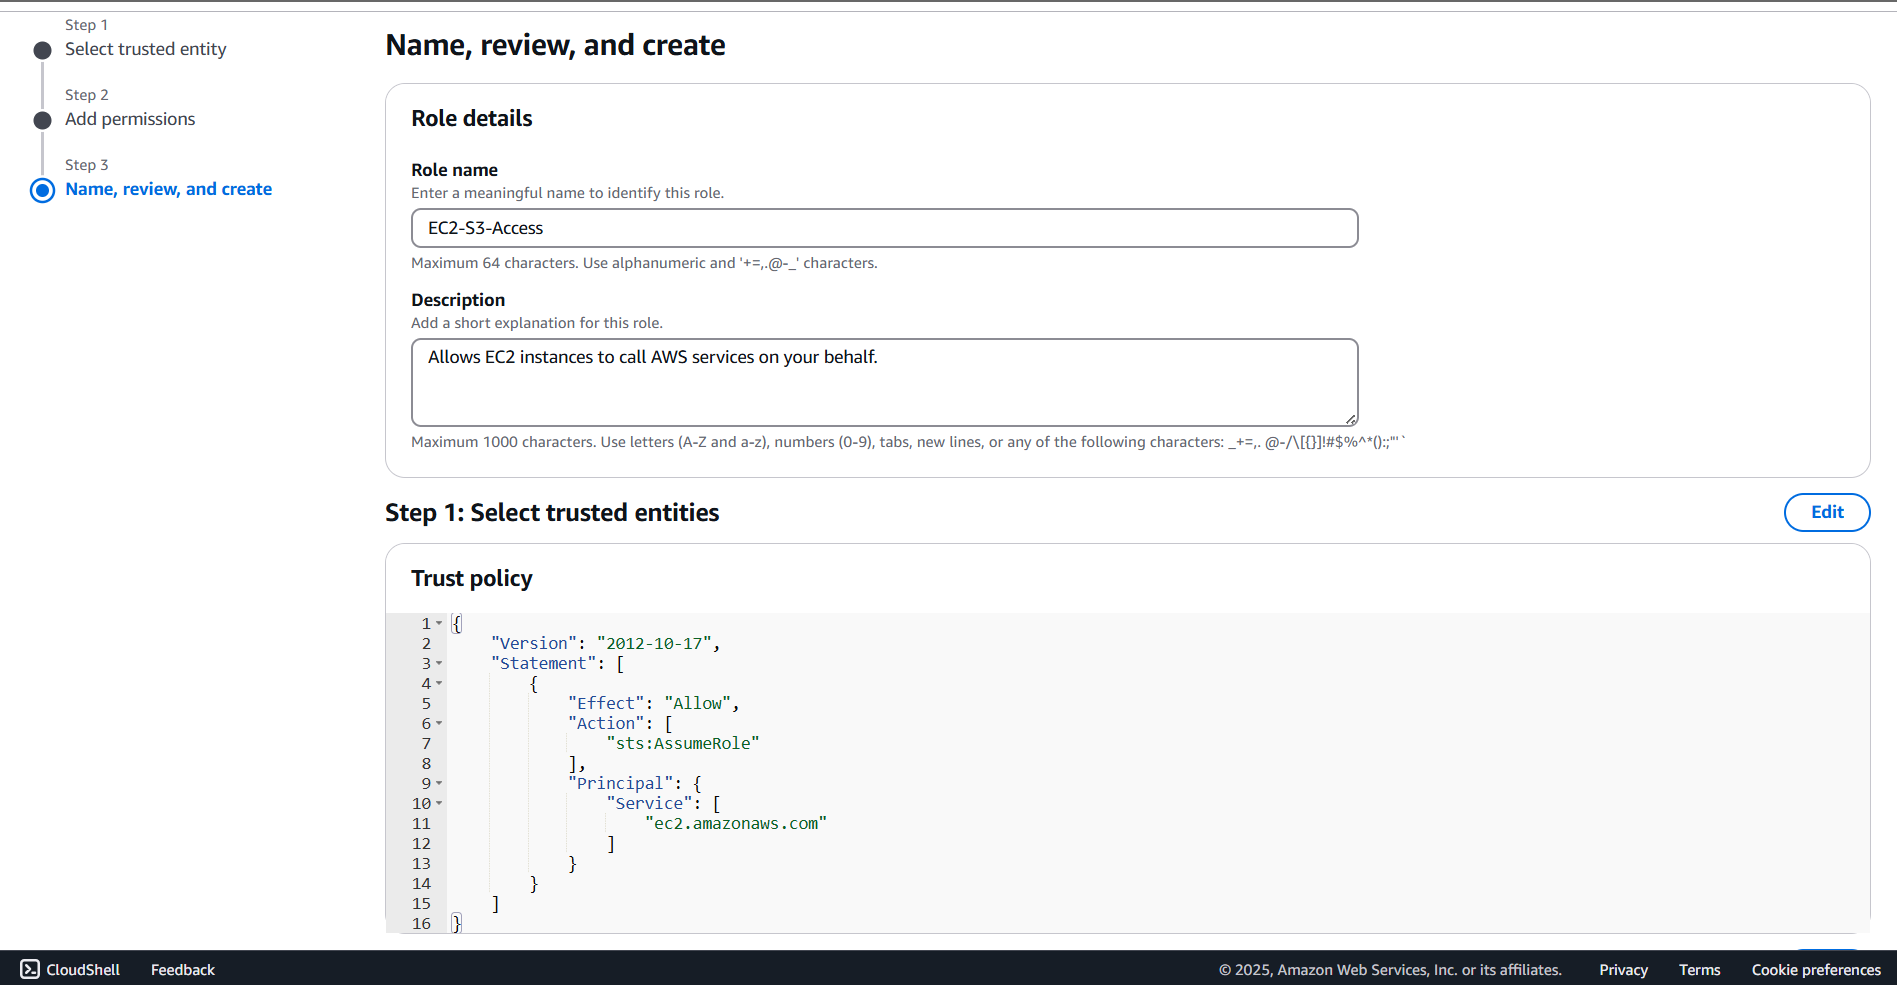 Step 1
Select trusted entity
Step 2
Add permissions
Step 3
Name, review, and create
Name, review, and create
Role details
Role name
Enter a meaningful name to identify this role.
EC2-S3-Access
Maximum 64 characters. Use alphanumeric and '+=,.@-_' characters.
Description
Add a short explanation for this role.
Allows EC2 instances to call AWS services on your behalf.
Maximum 1000 characters. Use letters (A-Z and a-z), numbers (0-9), tabs, new lines, or any of the following characters: _+=,. @-/\[{}]!#$%^*():;"'`
Step 1: Select trusted entities
Edit
Trust policy
1 {
2     "Version": "2012-10-17",
3     "Statement": [
4         {
5             "Effect": "Allow",
6             "Action": [
7                 "sts:AssumeRole"
8             ],
9             "Principal": {
10                 "Service": [
11                     "ec2.amazonaws.com"
12                 ]
13             }
14         }
15     ]
16 }
CloudShell Feedback © 2025, Amazon Web Services, Inc. or its affiliates. Privacy Terms Cookie preferences